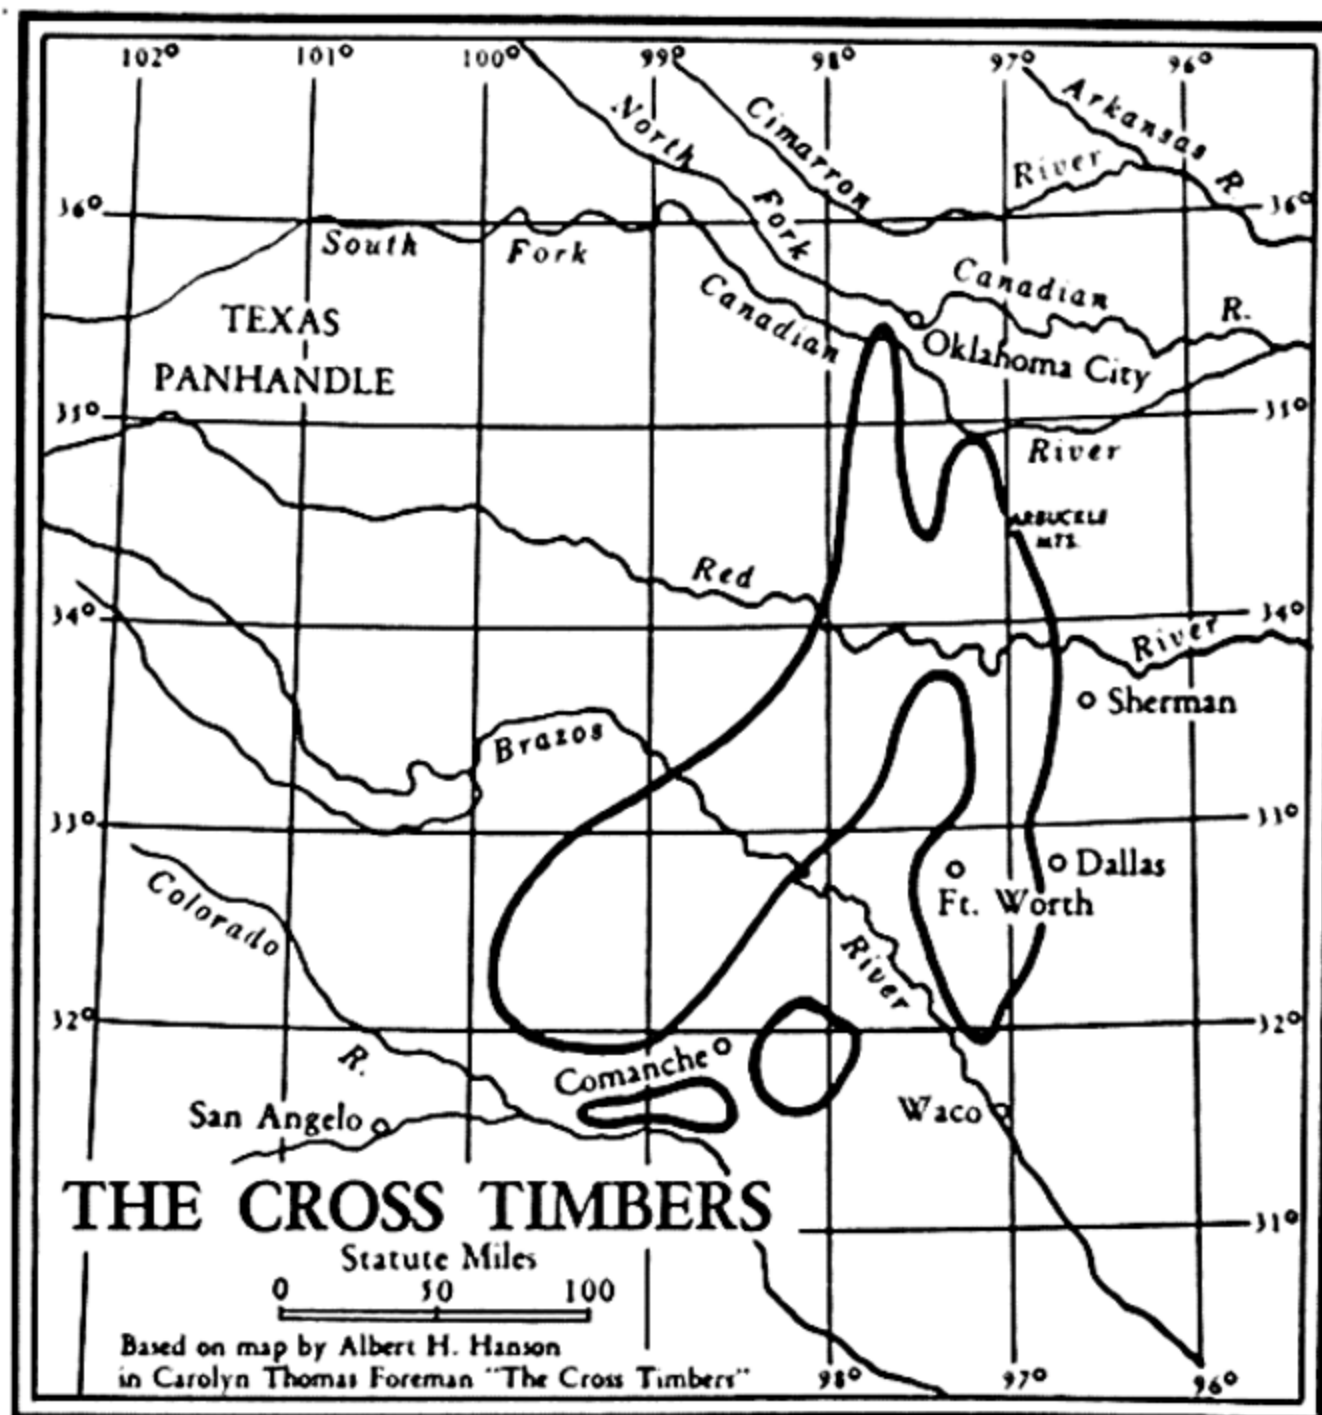 102° 101° 100° 99° 98° 97° 96°
Arkansas R.
Cimarron River
North Fork Canadian R.
36° 36°
South Fork Canadian River
TEXAS
PANHANDLE
Oklahoma City
35° 35°
ARBUCKLE
MTS.
Red River
34° 34°
Sherman
Brazos River
33° 33°
Dallas
Ft. Worth
Colorado R.
32° 32°
Comanche
San Angelo
Waco
THE CROSS TIMBERS
31°
Statute Miles
0 50 100
Based on map by Albert H. Hanson
in Carolyn Thomas Foreman "The Cross Timbers"
98° 97° 96°